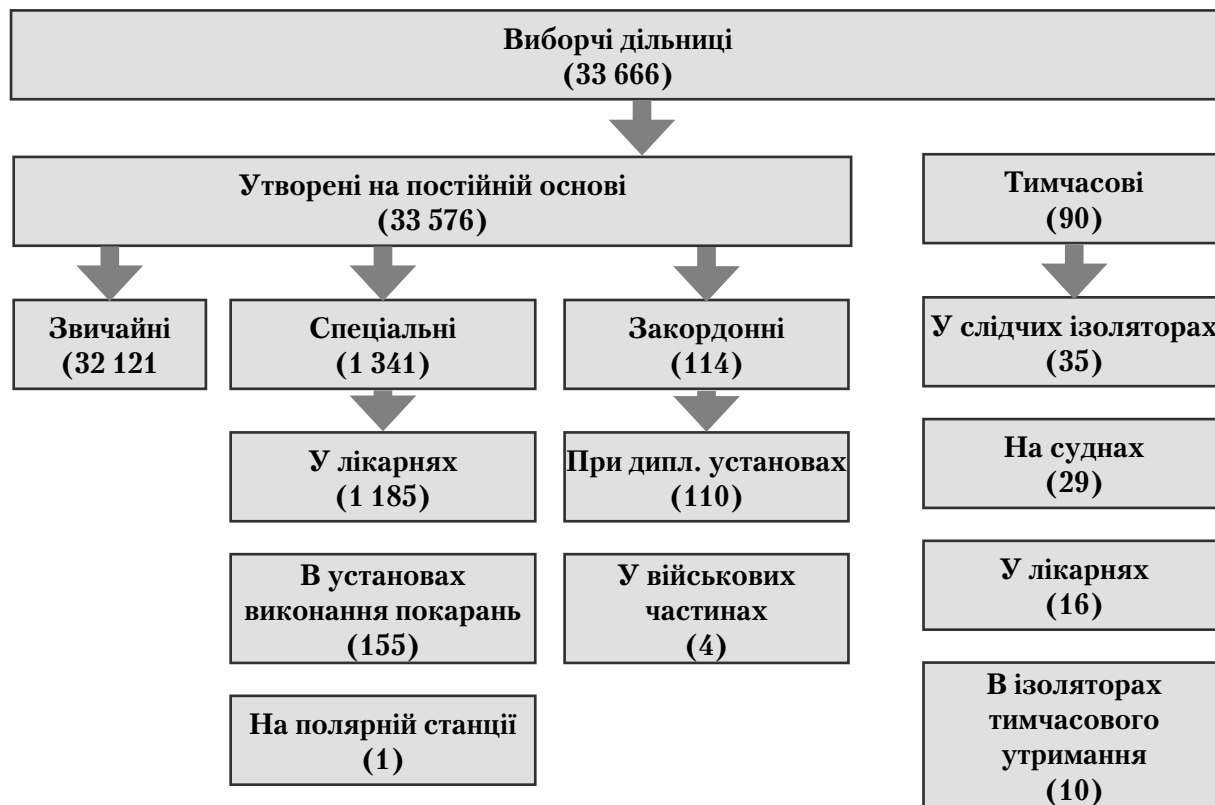 Виборчі дільниці
(33 666)
Утворені на постійній основі
(33 576)
Тимчасові
(90)
Звичайні
(32 121
Спеціальні
(1 341)
Закордонні
(114)
У слідчих ізоляторах
(35)
У лікарнях
(1 185)
При дипл. установах
(110)
На суднах
(29)
В установах
виконання покарань
(155)
У військових
частинах
(4)
У лікарнях
(16)
На полярній станції
(1)
В ізоляторах
тимчасового
утримання
(10)